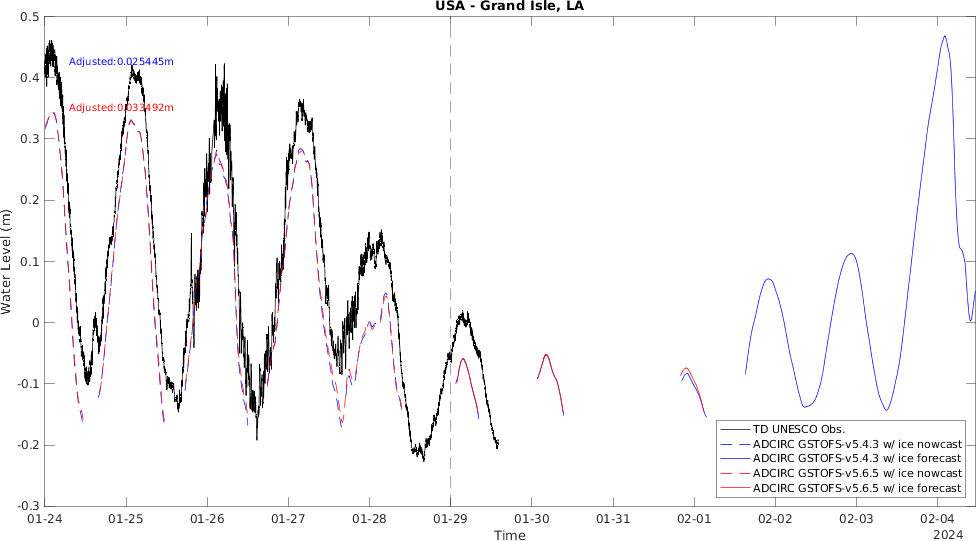 USA - Grand Isle, LA
Adjusted:0.025445m
Adjusted:0.033492m
Water Level (m)
0.5
0.4
0.3
0.2
0.1
0
-0.1
-0.2
-0.3
TD UNESCO Obs.
ADCIRC GSTOFS-v5.4.3 w/ ice nowcast
ADCIRC GSTOFS-v5.4.3 w/ ice forecast
ADCIRC GSTOFS-v5.6.5 w/ ice nowcast
ADCIRC GSTOFS-v5.6.5 w/ ice forecast
01-24 01-25 01-26 01-27 01-28 01-29 01-30 01-31 02-01 02-02 02-03 02-04
Time
2024